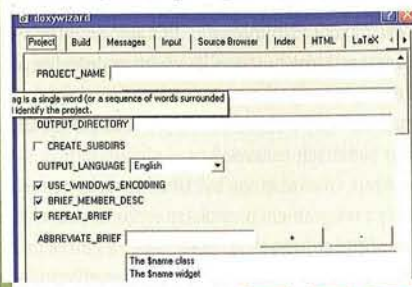 doxywizard
Project Build Messages Input Source Browser Index HTML LaTeX
PROJECT_NAME
ag is a single word (or a sequence of words surrounded
identify the project.
OUTPUT_DIRECTORY
CREATE_SUBDIRS
OUTPUT_LANGUAGE English
USE_WINDOWS_ENCODING
BRIEF_MEMBER_DESC
REPEAT_BRIEF
ABBREVIATE_BRIEF + -
The $name class
The $name widget